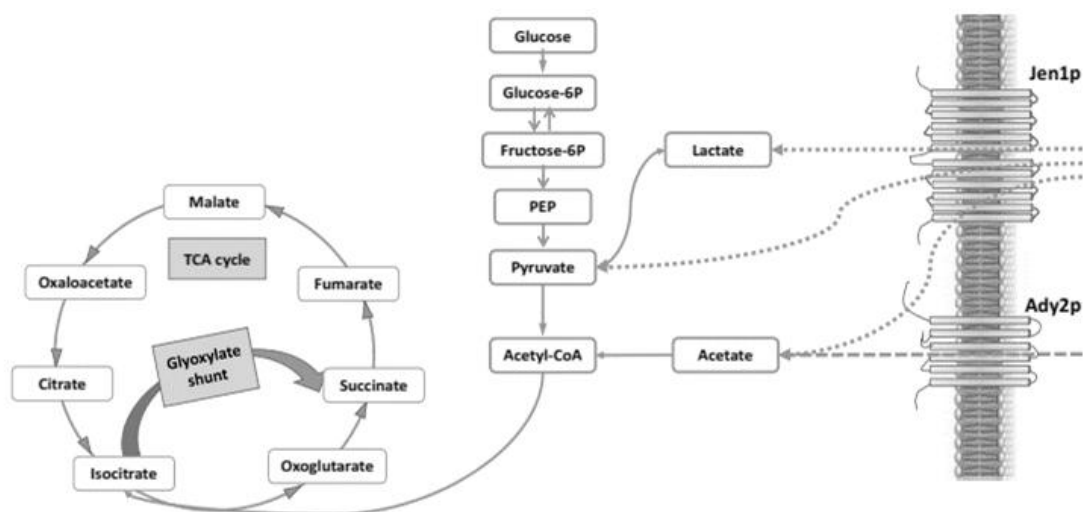 Glucose
Jen1p
Glucose-6P
Fructose-6P
Lactate
Malate
PEP
TCA cycle
Pyruvate
Oxaloacetate
Fumarate
Ady2p
Glyoxylate
shunt
Acetyl-CoA
Acetate
Citrate
Succinate
Oxoglutarate
Isocitrate